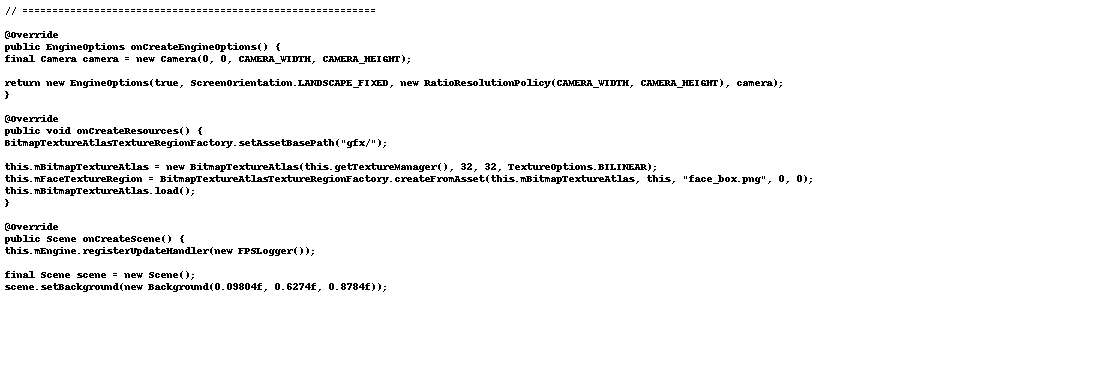 // ===========================================================
@Override
public EngineOptions onCreateEngineOptions() {
final Camera camera = new Camera(0, 0, CAMERA_WIDTH, CAMERA_HEIGHT);
return new EngineOptions(true, ScreenOrientation.LANDSCAPE_FIXED, new RatioResolutionPolicy(CAMERA_WIDTH, CAMERA_HEIGHT), camera);
}
@Override
public void onCreateResources() {
BitmapTextureAtlasTextureRegionFactory.setAssetBasePath("gfx/");
this.mBitmapTextureAtlas = new BitmapTextureAtlas(this.getTextureManager(), 32, 32, TextureOptions.BILINEAR);
this.mFaceTextureRegion = BitmapTextureAtlasTextureRegionFactory.createFromAsset(this.mBitmapTextureAtlas, this, "face_box.png", 0, 0);
this.mBitmapTextureAtlas.load();
}
@Override
public Scene onCreateScene() {
this.mEngine.registerUpdateHandler(new FPSLogger());
final Scene scene = new Scene();
scene.setBackground(new Background(0.09804f, 0.6274f, 0.8784f));